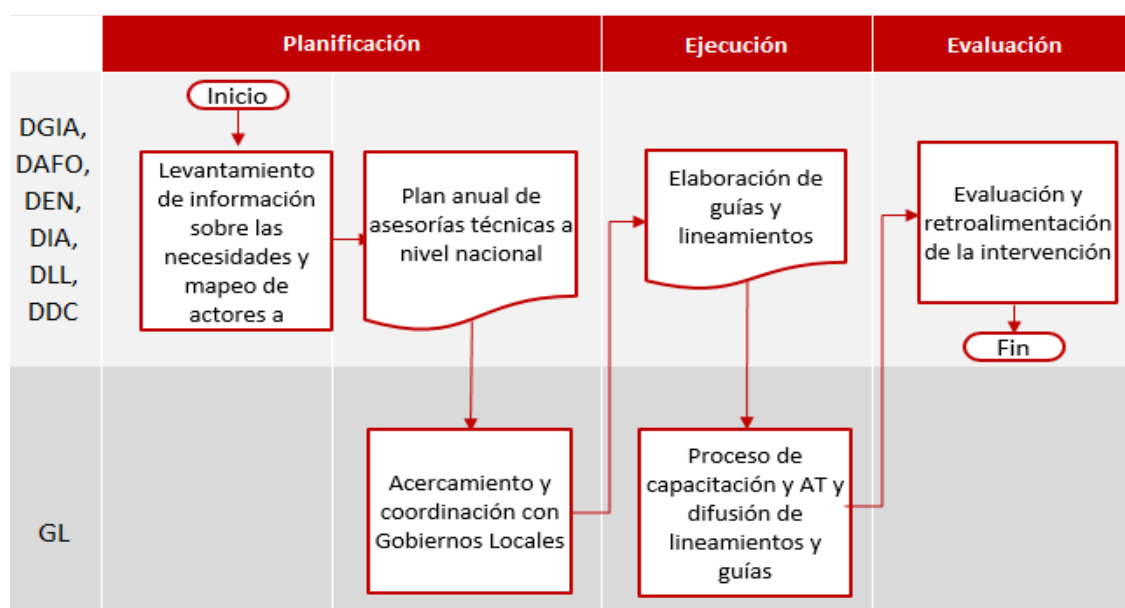 Planificación
Ejecución
Evaluación
DGIA,
DAFO,
DEN,
DIA,
DLL,
DDC
Inicio
Levantamiento
de información
sobre las
necesidades y
mapeo de
actores a
Plan anual de
asesorías técnicas a
nivel nacional
Elaboración de
guías y
lineamientos
Evaluación y
retroalimentación
de la intervención
Fin
GL
Acercamiento y
coordinación con
Gobiernos Locales
Proceso de
capacitación y AT y
difusión de
lineamientos y
guías